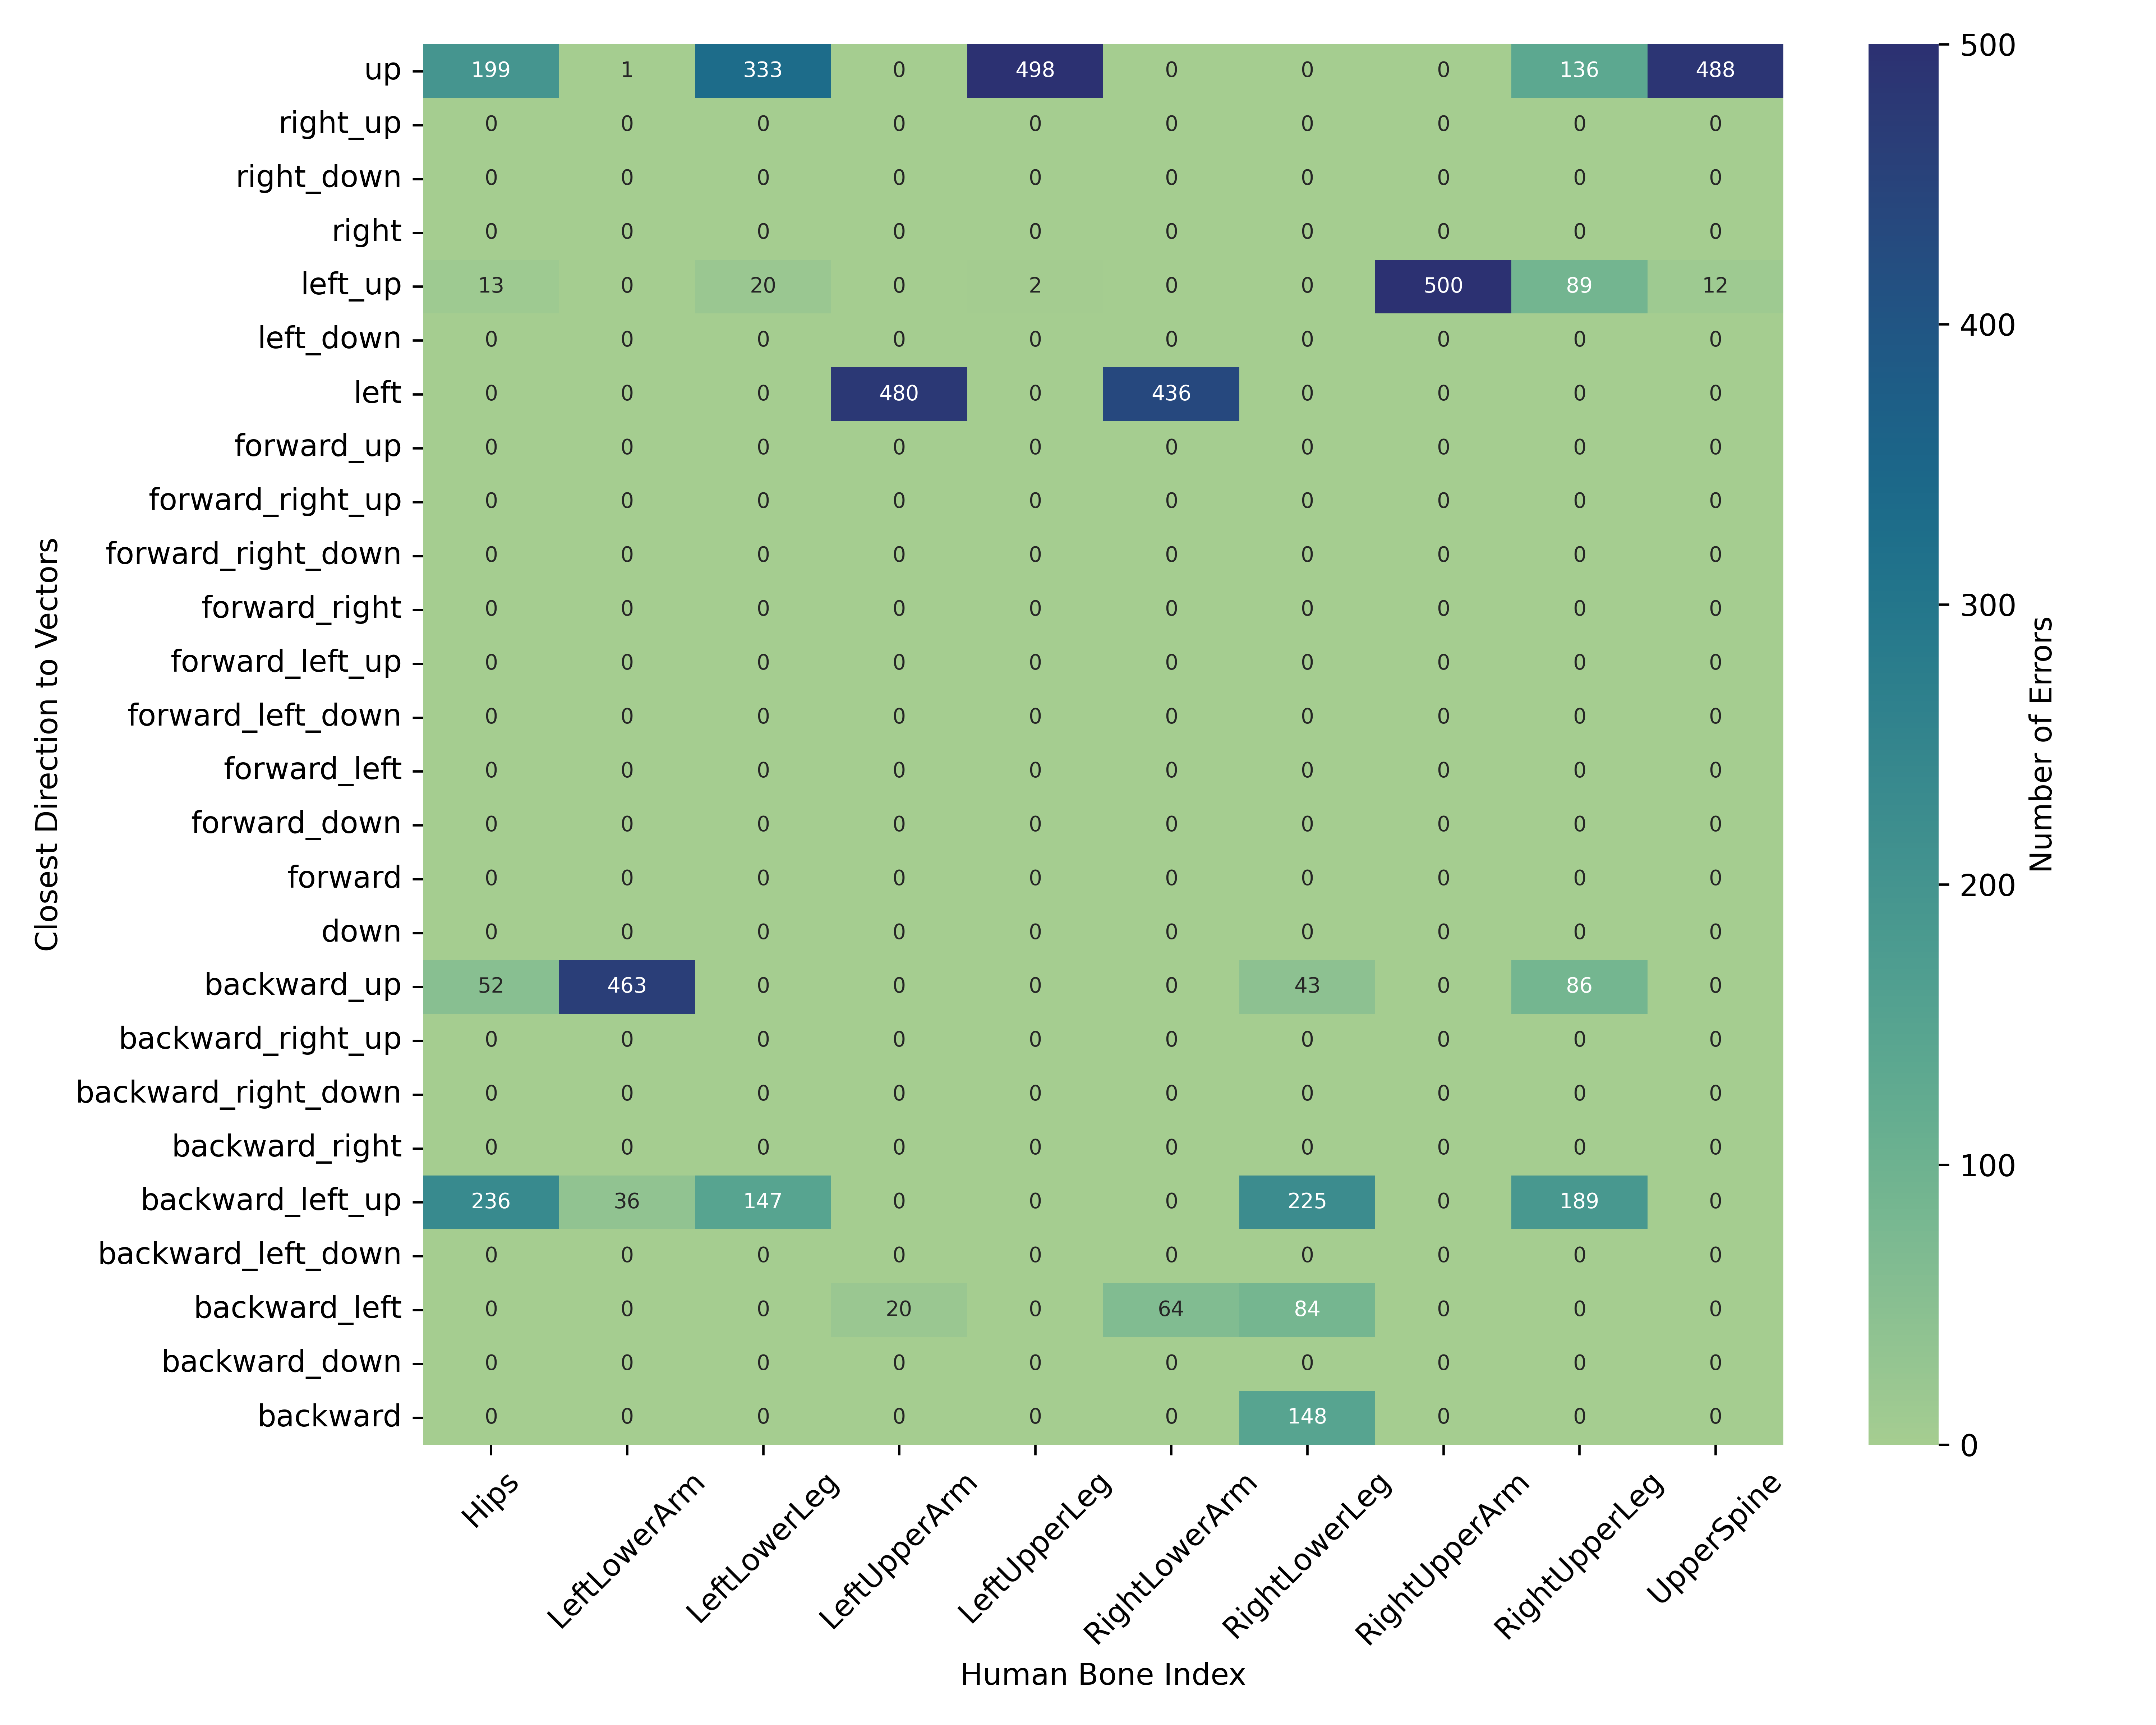 up 199 1 333 0 498 0 0 0 136 488
right_up 0 0 0 0 0 0 0 0 0 0
right_down 0 0 0 0 0 0 0 0 0 0
right 0 0 0 0 0 0 0 0 0 0
left_up 13 0 20 0 2 0 0 500 89 12
left_down 0 0 0 0 0 0 0 0 0 0
left 0 0 0 480 0 436 0 0 0 0
forward_up 0 0 0 0 0 0 0 0 0 0
forward_right_up 0 0 0 0 0 0 0 0 0 0
forward_right_down 0 0 0 0 0 0 0 0 0 0
forward_right 0 0 0 0 0 0 0 0 0 0
forward_left_up 0 0 0 0 0 0 0 0 0 0
forward_left_down 0 0 0 0 0 0 0 0 0 0
forward_left 0 0 0 0 0 0 0 0 0 0
forward_down 0 0 0 0 0 0 0 0 0 0
forward 0 0 0 0 0 0 0 0 0 0
down 0 0 0 0 0 0 0 0 0 0
backward_up 52 463 0 0 0 0 43 0 86 0
backward_right_up 0 0 0 0 0 0 0 0 0 0
backward_right_down 0 0 0 0 0 0 0 0 0 0
backward_right 0 0 0 0 0 0 0 0 0 0
backward_left_up 236 36 147 0 0 0 225 0 189 0
backward_left_down 0 0 0 0 0 0 0 0 0 0
backward_left 0 0 0 20 0 64 84 0 0 0
backward_down 0 0 0 0 0 0 0 0 0 0
backward 0 0 0 0 0 0 148 0 0 0
Hips LeftLowerArm LeftLowerLeg LeftUpperArm LeftUpperLeg RightLowerArm RightLowerLeg RightUpperArm RightUpperLeg UpperSpine
Human Bone Index
Closest Direction to Vectors
500
400
300
200
100
0
Number of Errors